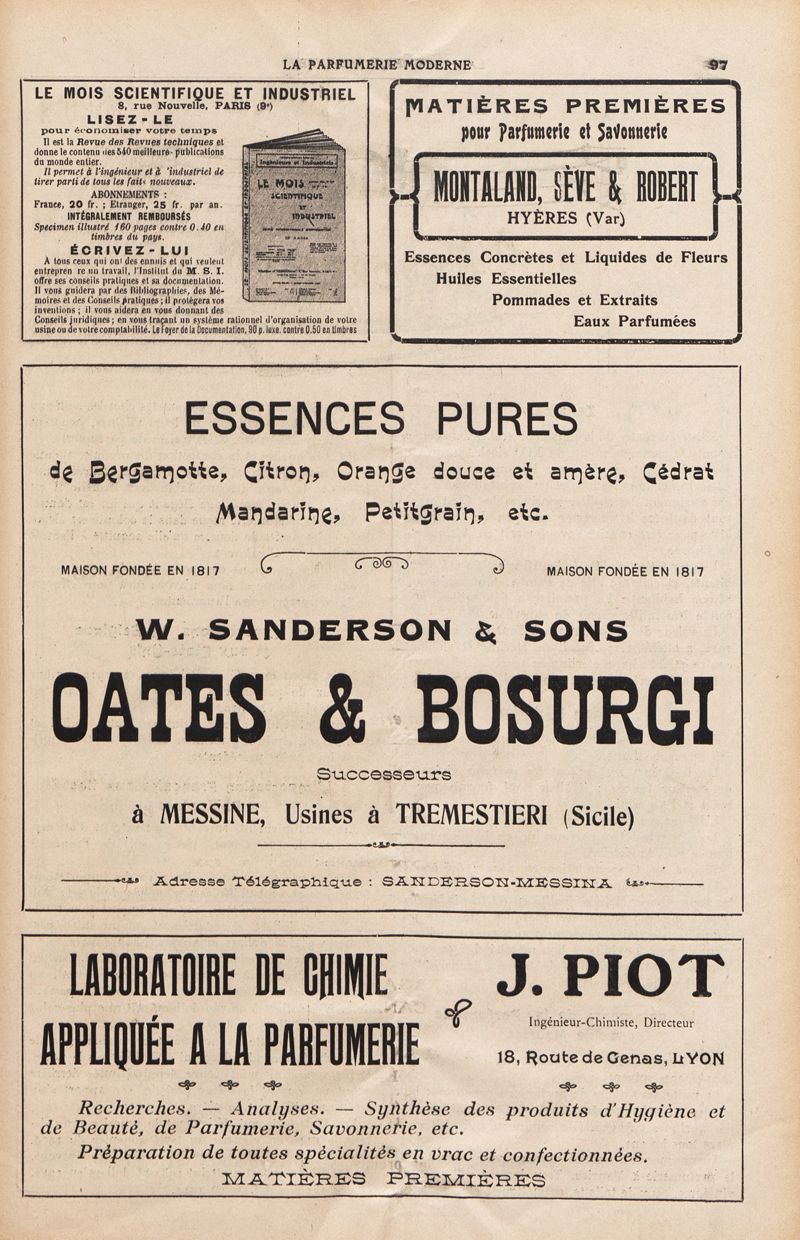 LA PARFUMERIE MODERNE
97
LE MOIS SCIENTIFIQUE ET INDUSTRIEL
8, rue Nouvelle, PARIS (9e)
LISEZ-LE
pour économiser votre temps
Il est la Revue des Revues techniques et
donne le contenu des 540 meilleures publications
du monde entier.
Il permet à l'ingénieur et à 'industriel de
tirer parti de tous les faits nouveaux.
ABONNEMENTS :
France, 20 fr. ; Etranger, 25 fr. par an.
INTÉGRALEMENT REMBOURSÉS
Specimen illustré 160 pages contre 0.40 en
timbres du pays.
ÉCRIVEZ-LUI
A tous ceux qui ont des ennuis et qui veulent
entrepren re un travail, l'Institut du M. S. I.
offre ses conseils pratiques et sa documentation.
Il vous guidera par des Bibliographies, des Mé-
moires et des Conseils pratiques ; il protégera vos
inventions ; il vous aidera en vous donnant des
Conseils juridiques ; en vous traçant un système rationnel d'organisation de votre
usine ou de votre comptabilité. Le Foyer de la Documentation, 90 p. luxe. contre 0.50 en timbres
Ingénieurs et Industriels
LE MOIS
SCIENTIFIQUE
ET
INDUSTRIEL
MATIÈRES PREMIÈRES
pour Parfumerie et Savonnerie
MONTALAND, SÈVE & ROBERT
HYÈRES (Var)
Essences Concrètes et Liquides de Fleurs
Huiles Essentielles
Pommades et Extraits
Eaux Parfumées
ESSENCES PURES
de Bergamotte, Citron, Orange douce et amère, Cédrat
Mandarine, Petitgrain, etc.
MAISON FONDÉE EN 1817
MAISON FONDÉE EN 1817
W. SANDERSON & SONS
OATES & BOSURGI
Successeurs
à MESSINE, Usines à TREMESTIERI (Sicile)
Adresse Télégraphique : SANDERSON-MESSINA
LABORATOIRE DE CHIMIE
APPLIQUÉE A LA PARFUMERIE
J. PIOT
Ingénieur-Chimiste, Directeur
18, Route de Genas, LYON
Recherches. — Analyses. — Synthèse des produits d'Hygiène et
de Beauté, de Parfumerie, Savonnerie, etc.
Préparation de toutes spécialités en vrac et confectionnées.
MATIÈRES PREMIÈRES